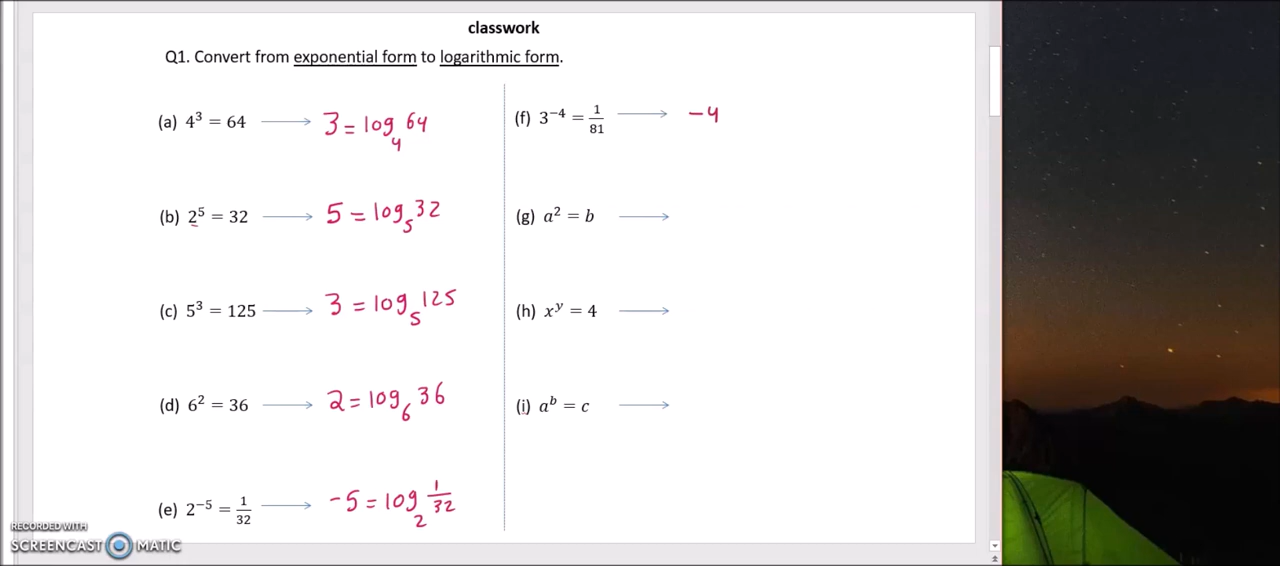 classwork
Q1. Convert from exponential form to logarithmic form.
(a) 4³ = 64 → 3 = log₄ 64
(b) 2⁵ = 32 → 5 = log₅ 32
(c) 5³ = 125 → 3 = log₅ 125
(d) 6² = 36 → 2 = log₆ 36
(e) 2⁻⁵ = 1/32 → -5 = log₂ 1/32
(f) 3⁻⁴ = 1/81 → -4
(g) a² = b →
(h) xʸ = 4 →
(i) aᵇ = c →
RECORDED WITH
SCREENCAST MATIC